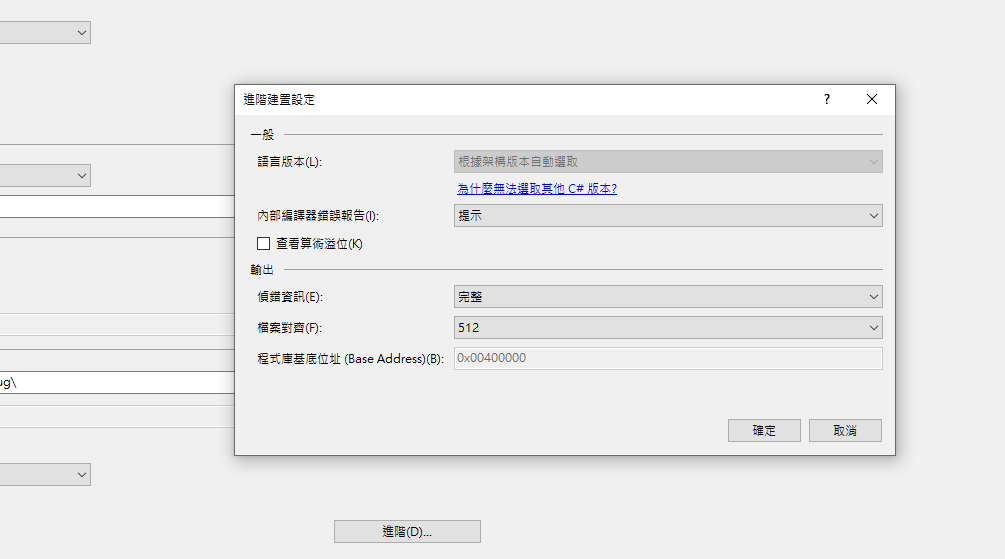 進階建置設定
?
一般
語言版本(L):
根據架構版本自動選取
為什麼無法選取其他 C# 版本?
內部編譯器錯誤報告(I):
提示
查看算術溢位(K)
輸出
偵錯資訊(E):
完整
檔案對齊(F):
512
程式庫基底位址 (Base Address)(B):
0x00400000
ug\
確定
取消
進階(D)...